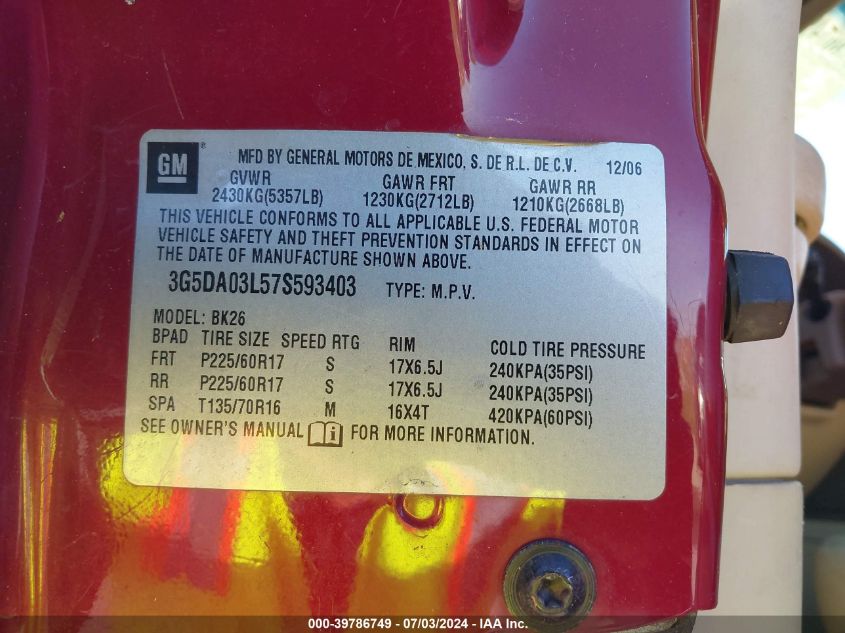 GM
MFD BY GENERAL MOTORS DE MEXICO, S. DE R.L. DE C.V. 12/06
GVWR GAWR FRT GAWR RR
2430KG(5357LB) 1230KG(2712LB) 1210KG(2668LB)
THIS VEHICLE CONFORMS TO ALL APPLICABLE U.S. FEDERAL MOTOR
VEHICLE SAFETY AND THEFT PREVENTION STANDARDS IN EFFECT ON
THE DATE OF MANUFACTURE SHOWN ABOVE.
3G5DA03L57S593403 TYPE: M.P.V.
MODEL: BK26
BPAD TIRE SIZE SPEED RTG RIM COLD TIRE PRESSURE
FRT P225/60R17 S 17X6.5J 240KPA(35PSI)
RR P225/60R17 S 17X6.5J 240KPA(35PSI)
SPA T135/70R16 M 16X4T 420KPA(60PSI)
SEE OWNER'S MANUAL FOR MORE INFORMATION.
000-39786749 - 07/03/2024 - IAA Inc.